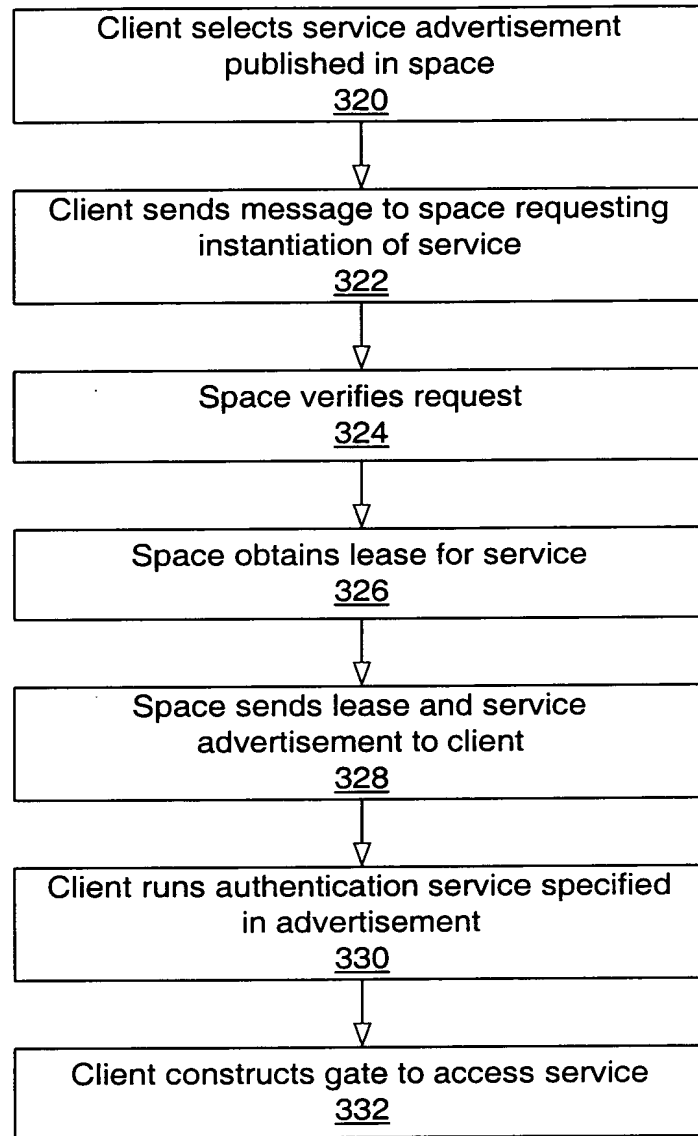 Client selects service advertisement
published in space
320
Client sends message to space requesting
instantiation of service
322
Space verifies request
324
Space obtains lease for service
326
Space sends lease and service
advertisement to client
328
Client runs authentication service specified
in advertisement
330
Client constructs gate to access service
332